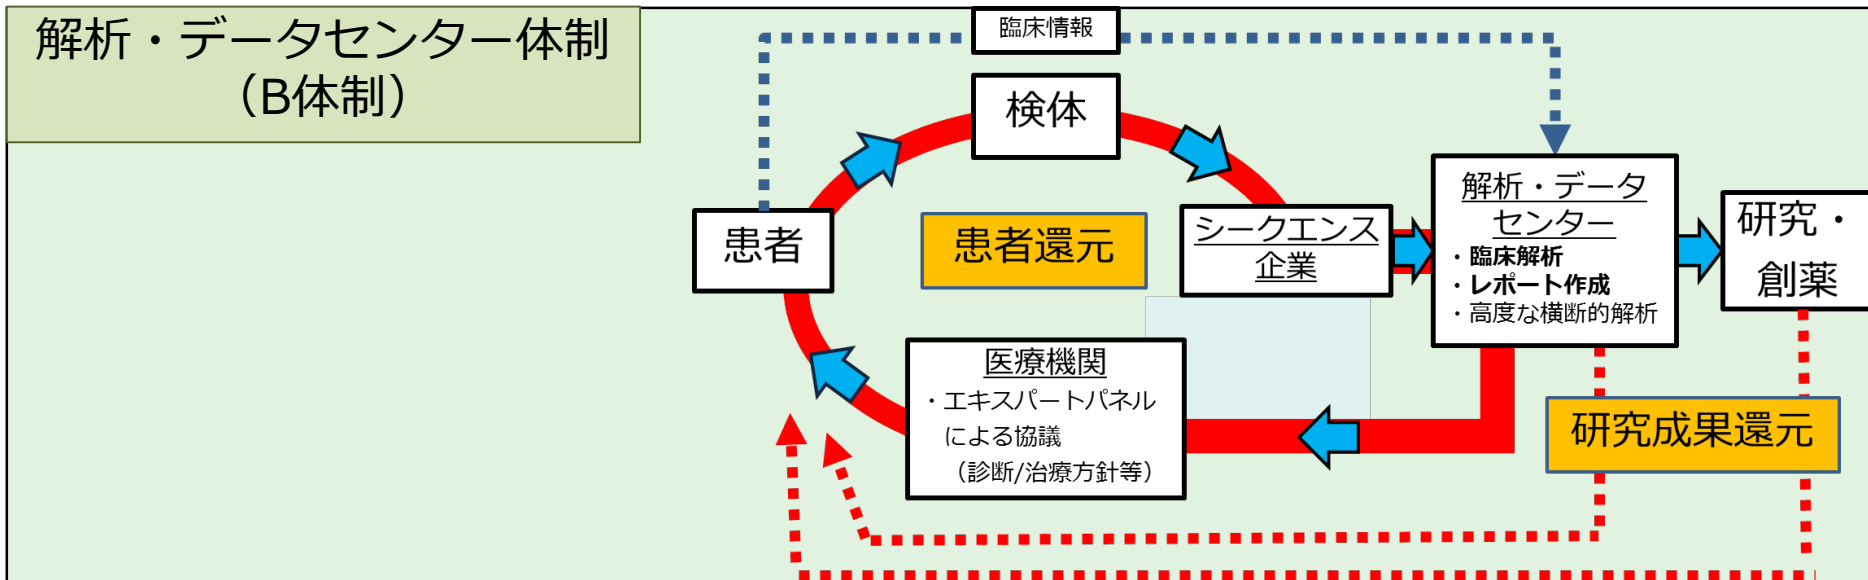 解析・データセンター体制
（B体制）
臨床情報
検体
患者
患者還元
シークエンス
企業
解析・データ
センター
・臨床解析
・レポート作成
・高度な横断的解析
研究・
創薬
医療機関
・エキスパートパネル
による協議
（診断/治療方針等）
研究成果還元